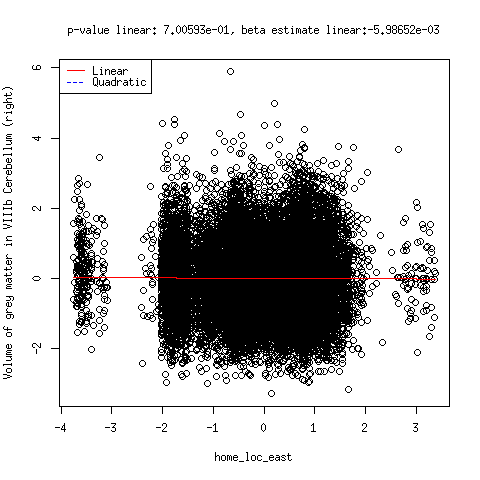 p-value linear: 7.00593e-01, beta estimate linear:-5.98652e-03
Linear
Quadratic
Volume of grey matter in VIIIb Cerebellum (right)
6
4
2
0
-2
-4 -3 -2 -1 0 1 2 3
home_loc_east